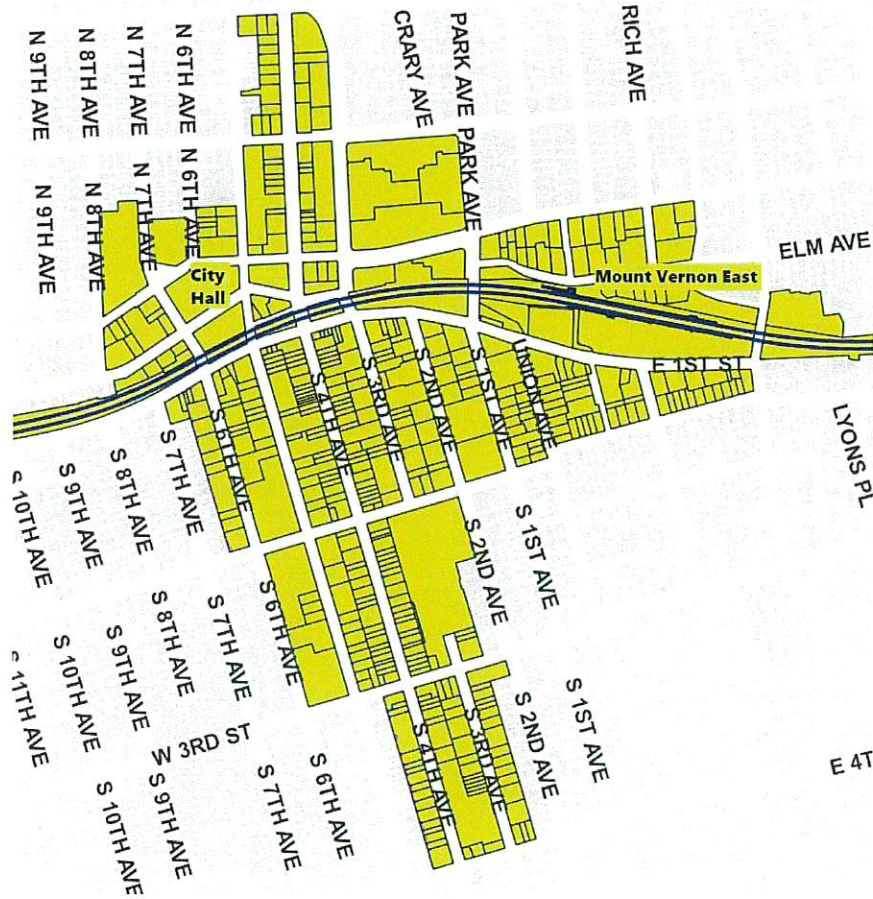 N 9TH AVE
N 8TH AVE
N 7TH AVE
N 6TH AVE
CRARY AVE
PARK AVE
RICH AVE
N 9TH AVE
N 8TH AVE
N 7TH AVE
N 6TH AVE
PARK AVE
ELM AVE
City
Hall
Mount Vernon East
E 1ST ST
S 10TH AVE
S 9TH AVE
S 8TH AVE
S 7TH AVE
S 6TH AVE
S 4TH AVE
S 3RD AVE
S 2ND AVE
S 1ST AVE
UNION AVE
LYONS PL
S 11TH AVE
S 10TH AVE
S 9TH AVE
S 8TH AVE
S 7TH AVE
S 6TH AVE
S 2ND AVE
S 1ST AVE
W 3RD ST
S 10TH AVE
S 9TH AVE
S 7TH AVE
S 6TH AVE
S 4TH AVE
S 3RD AVE
S 2ND AVE
S 1ST AVE
E 4T